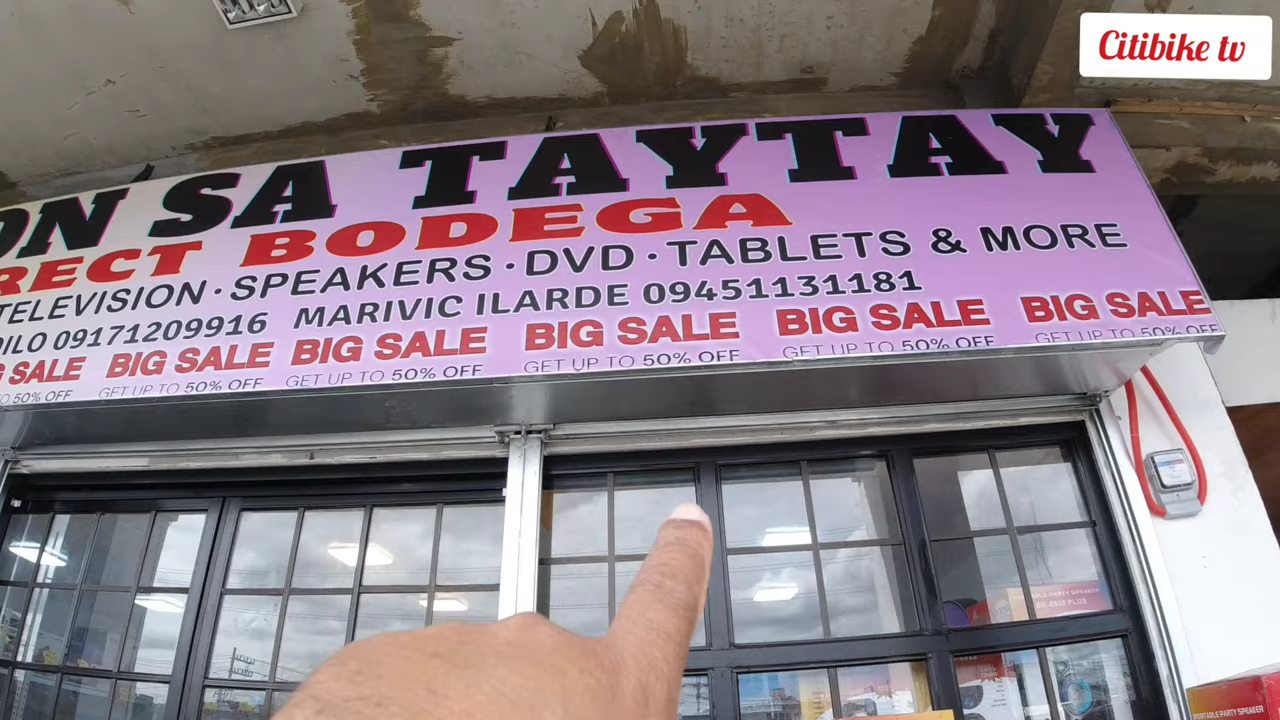 Citibike tv
ON SA TAYTAY
RECT BODEGA
TELEVISION · SPEAKERS · DVD · TABLETS & MORE
DILO 09171209916 MARIVIC ILARDE 09451131181
G SALE BIG SALE BIG SALE BIG SALE BIG SALE BIG SALE
O 50% OFF GET UP TO 50% OFF GET UP TO 50% OFF GET UP TO 50% OFF GET UP TO 50% OFF GET UP TO 50% OFF
PORTABLE PARTY SPEAKER
PORTABLE PARTY SPEAKER